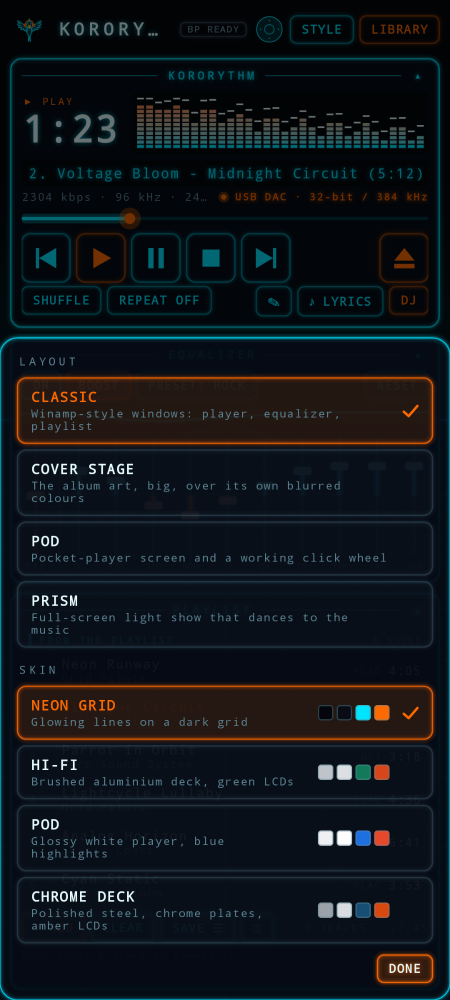 KORORY…
BP READY
STYLE
LIBRARY
KORORYTHM
▲
▶ PLAY
1:23
2. Voltage Bloom - Midnight Circuit (5:12)
2304 kbps · 96 kHz · 24…
USB DAC · 32-bit / 384 kHz
SHUFFLE
REPEAT OFF
✎
♪ LYRICS
DJ
EQUALIZER
LAYOUT
CLASSIC
Winamp-style windows: player, equalizer,
playlist
COVER STAGE
The album art, big, over its own blurred
colours
POD
Pocket-player screen and a working click wheel
PRISM
Full-screen light show that dances to the
music
Neon Runway
SKIN
NEON GRID
Glowing lines on a dark grid
HI-FI
Brushed aluminium deck, green LCDs
POD
Glossy white player, blue
highlights
CHROME DECK
Polished steel, chrome plates,
amber LCDs
DONE